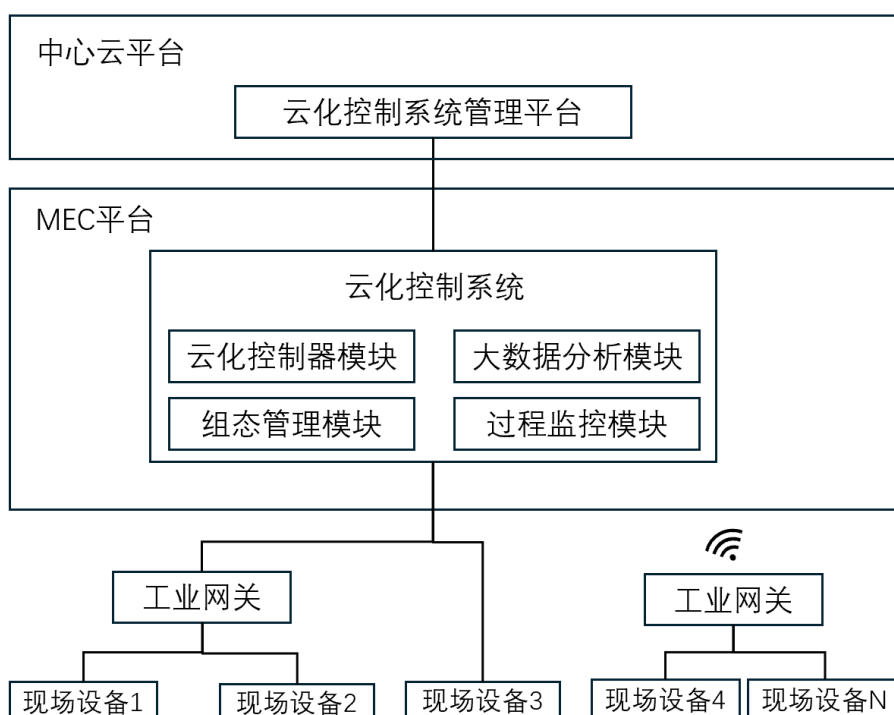 中心云平台
云化控制系统管理平台
MEC平台
云化控制系统
云化控制器模块
大数据分析模块
组态管理模块
过程监控模块
工业网关
工业网关
现场设备1
现场设备2
现场设备3
现场设备4
现场设备N